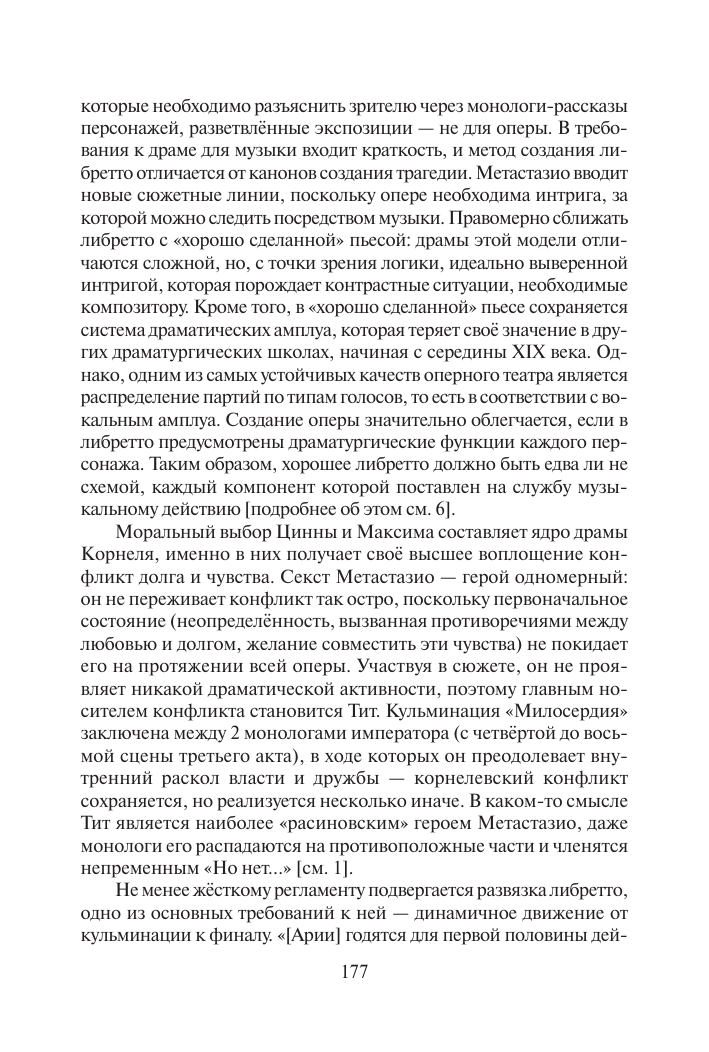 которые необходимо разъяснить зрителю через монологи-рассказы
персонажей, разветвлённые экспозиции — не для оперы. В требо-
вания к драме для музыки входит краткость, и метод создания ли-
бретто отличается от канонов создания трагедии. Метастазио вводит
новые сюжетные линии, поскольку опере необходима интрига, за
которой можно следить посредством музыки. Правомерно сближать
либретто с «хорошо сделанной» пьесой: драмы этой модели отли-
чаются сложной, но, с точки зрения логики, идеально выверенной
интригой, которая порождает контрастные ситуации, необходимые
композитору. Кроме того, в «хорошо сделанной» пьесе сохраняется
система драматических амплуа, которая теряет своё значение в дру-
гих драматургических школах, начиная с середины XIX века. Од-
нако, одним из самых устойчивых качеств оперного театра является
распределение партий по типам голосов, то есть в соответствии с во-
кальным амплуа. Создание оперы значительно облегчается, если в
либретто предусмотрены драматургические функции каждого пер-
сонажа. Таким образом, хорошее либретто должно быть едва ли не
схемой, каждый компонент которой поставлен на службу музы-
кальному действию [подробнее об этом см. 6].
Моральный выбор Цинны и Максима составляет ядро драмы
Корнеля, именно в них получает своё высшее воплощение кон-
фликт долга и чувства. Секст Метастазио — герой одномерный:
он не переживает конфликт так остро, поскольку первоначальное
состояние (неопределённость, вызванная противоречиями между
любовью и долгом, желание совместить эти чувства) не покидает
его на протяжении всей оперы. Участвуя в сюжете, он не проя-
вляет никакой драматической активности, поэтому главным но-
сителем конфликта становится Тит. Кульминация «Милосердия»
заключена между 2 монологами императора (с четвёртой до вось-
мой сцены третьего акта), в ходе которых он преодолевает вну-
тренний раскол власти и дружбы — корнелевский конфликт
сохраняется, но реализуется несколько иначе. В каком-то смысле
Тит является наиболее «расиновским» героем Метастазио, даже
монологи его распадаются на противоположные части и членятся
непременным «Но нет...» [см. 1].
Не менее жёсткому регламенту подвергается развязка либретто,
одно из основных требований к ней — динамичное движение от
кульминации к финалу. «[Арии] годятся для первой половины дей-
177